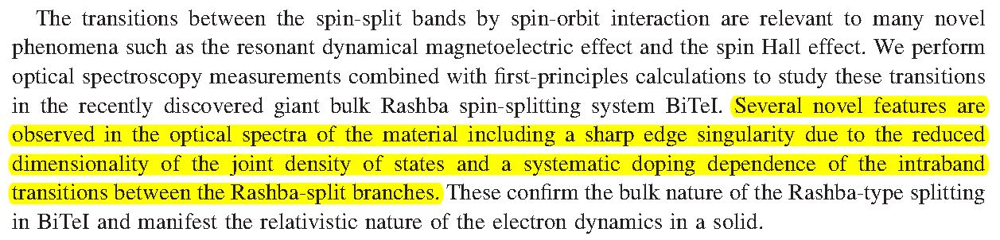 The transitions between the spin-split bands by spin-orbit interaction are relevant to many novel
phenomena such as the resonant dynamical magnetoelectric effect and the spin Hall effect. We perform
optical spectroscopy measurements combined with first-principles calculations to study these transitions
in the recently discovered giant bulk Rashba spin-splitting system BiTeI. Several novel features are
observed in the optical spectra of the material including a sharp edge singularity due to the reduced
dimensionality of the joint density of states and a systematic doping dependence of the intraband
transitions between the Rashba-split branches. These confirm the bulk nature of the Rashba-type splitting
in BiTeI and manifest the relativistic nature of the electron dynamics in a solid.